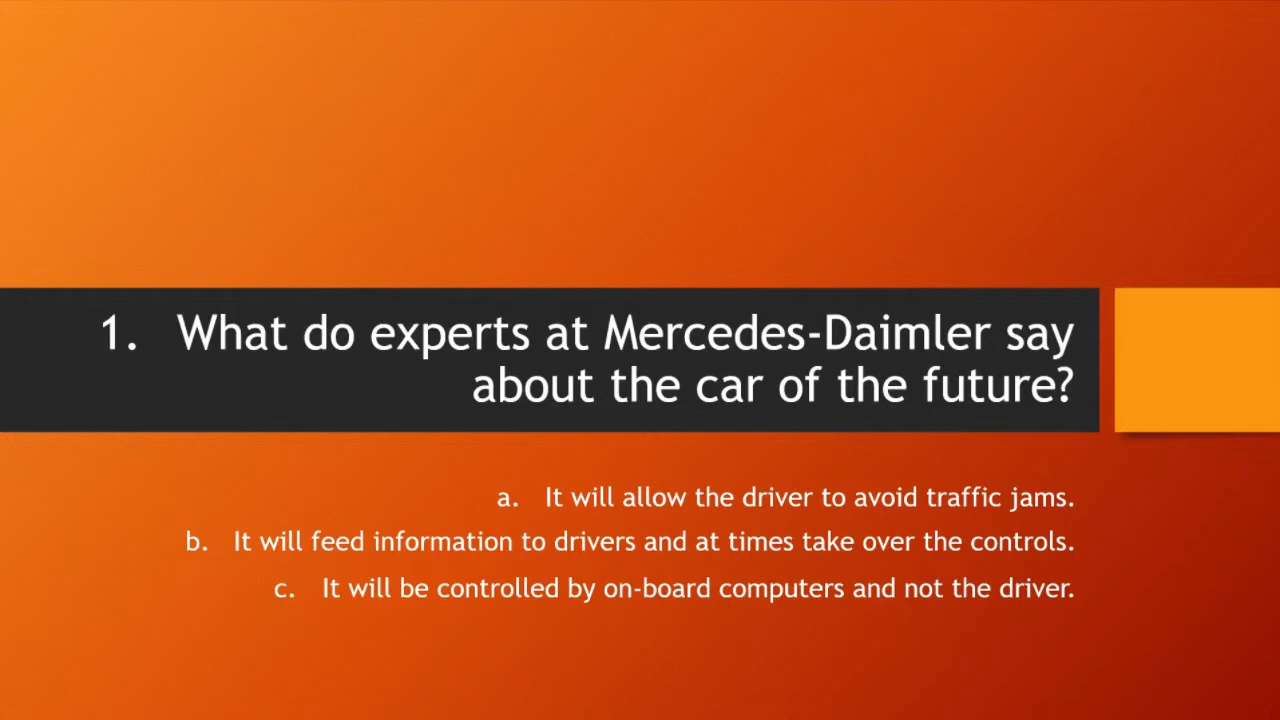 1. What do experts at Mercedes-Daimler say
about the car of the future?
a. It will allow the driver to avoid traffic jams.
b. It will feed information to drivers and at times take over the controls.
c. It will be controlled by on-board computers and not the driver.